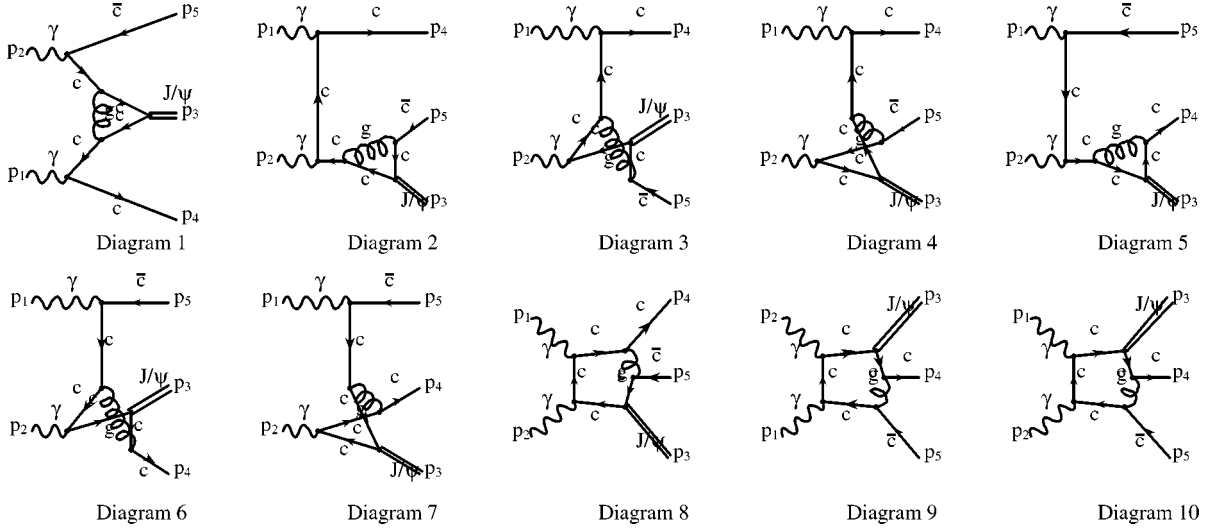 c̄ p₅
γ
p₂
c
J/ψ
g c c p₃
c
γ
p₁
c p₄
Diagram 1
γ c
p₁ p₄
c
c̄
g p₅
γ c
p₂ c
c
J/ψ p₃
Diagram 2
γ c
p₁ p₄
c
J/ψ
c p₃
γ
p₂ c
g
c̄ p₅
Diagram 3
γ c
p₁ p₄
c
c̄
c p₅
γ g
p₂ c
c
J/ψ p₃
Diagram 4
γ c̄
p₁ p₅
c
c
g p₄
γ c
p₂ c
c
J/ψ p₃
Diagram 5
γ c̄
p₁ p₅
c
J/ψ
c c p₃
γ
p₂ g c
c p₄
Diagram 6
γ c̄
p₁ p₅
c
c
c p₄
γ g
p₂ c
c
J/ψ p₃
Diagram 7
p₄
c
p₁ c
γ c̄
c g p₅
γ c
p₂ J/ψ p₃
Diagram 8
p₃
J/ψ
p₂ c
γ c
c g p₄
γ c
p₁ c̄ p₅
Diagram 9
p₃
J/ψ
p₁ c
γ c
c g p₄
γ c
p₂ c̄ p₅
Diagram 10